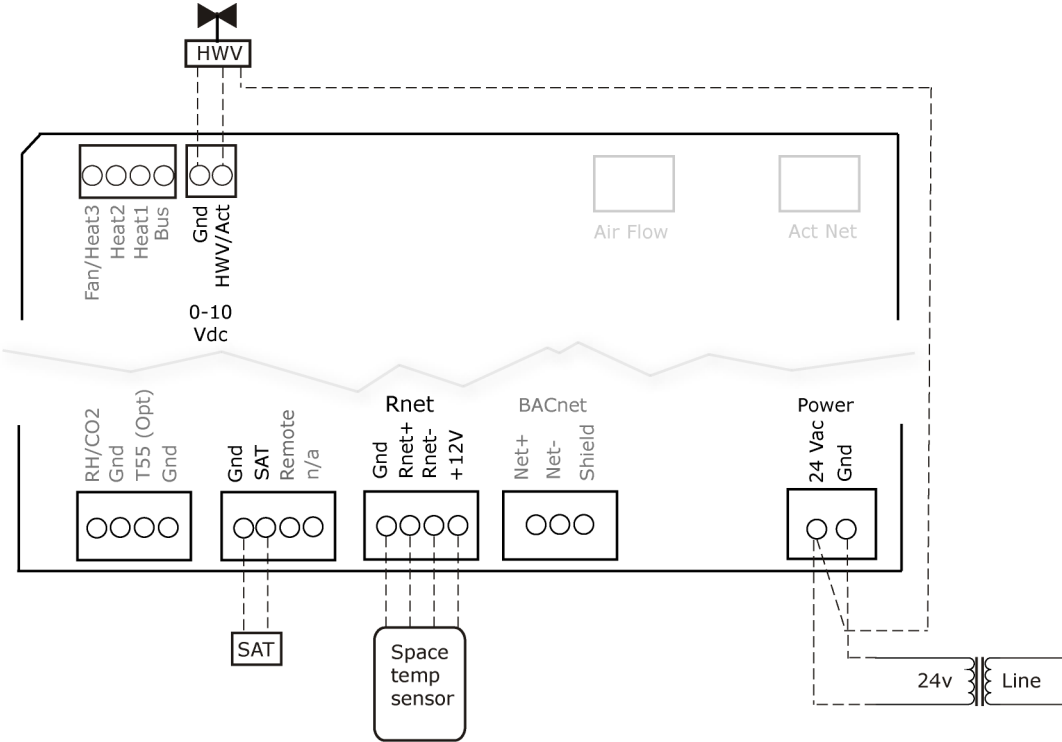 HWV
Fan/Heat3
Heat2
Heat1
Bus
Gnd
HWV/Act
0-10
Vdc
Air Flow
Act Net
RH/CO2
Gnd
T55 (Opt)
Gnd
Gnd
SAT
Remote
n/a
Rnet
Gnd
Rnet+
Rnet-
+12V
BACnet
Net+
Net-
Shield
Power
24 Vac
Gnd
SAT
Space
temp
sensor
24v
Line